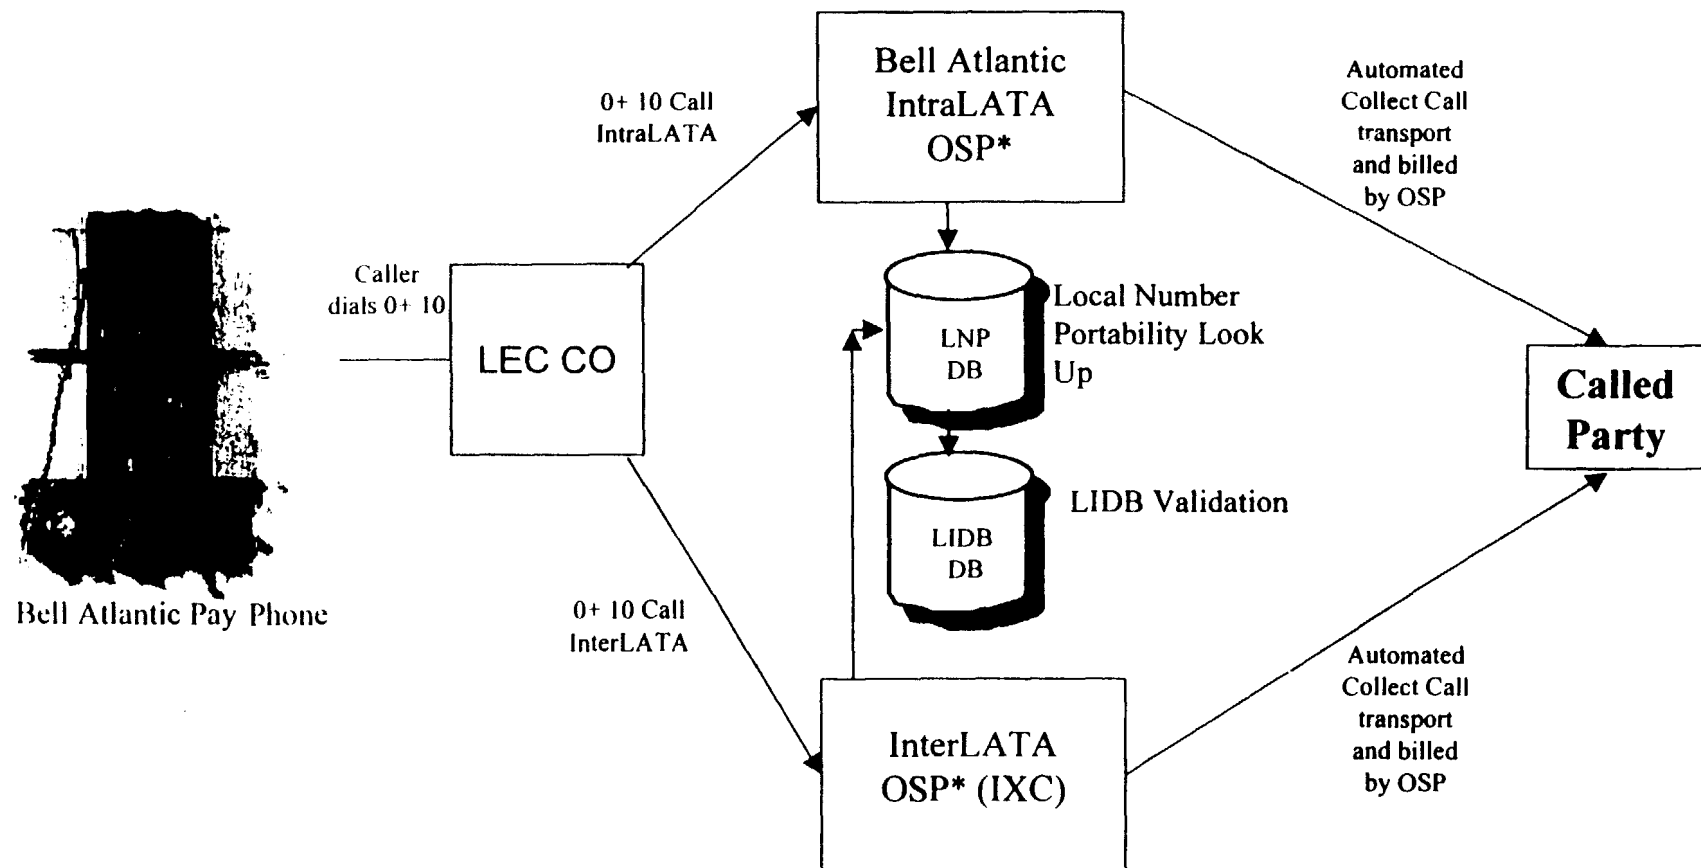 Bell Atlantic
IntraLATA
OSP*
0+ 10 Call
IntraLATA
Automated
Collect Call
transport
and billed
by OSP
Caller
dials 0+ 10
LEC CO
LNP
DB
Local Number
Portability Look
Up
Called
Party
LIDB
DB
LIDB Validation
Bell Atlantic Pay Phone
0+ 10 Call
InterLATA
InterLATA
OSP* (IXC)
Automated
Collect Call
transport
and billed
by OSP